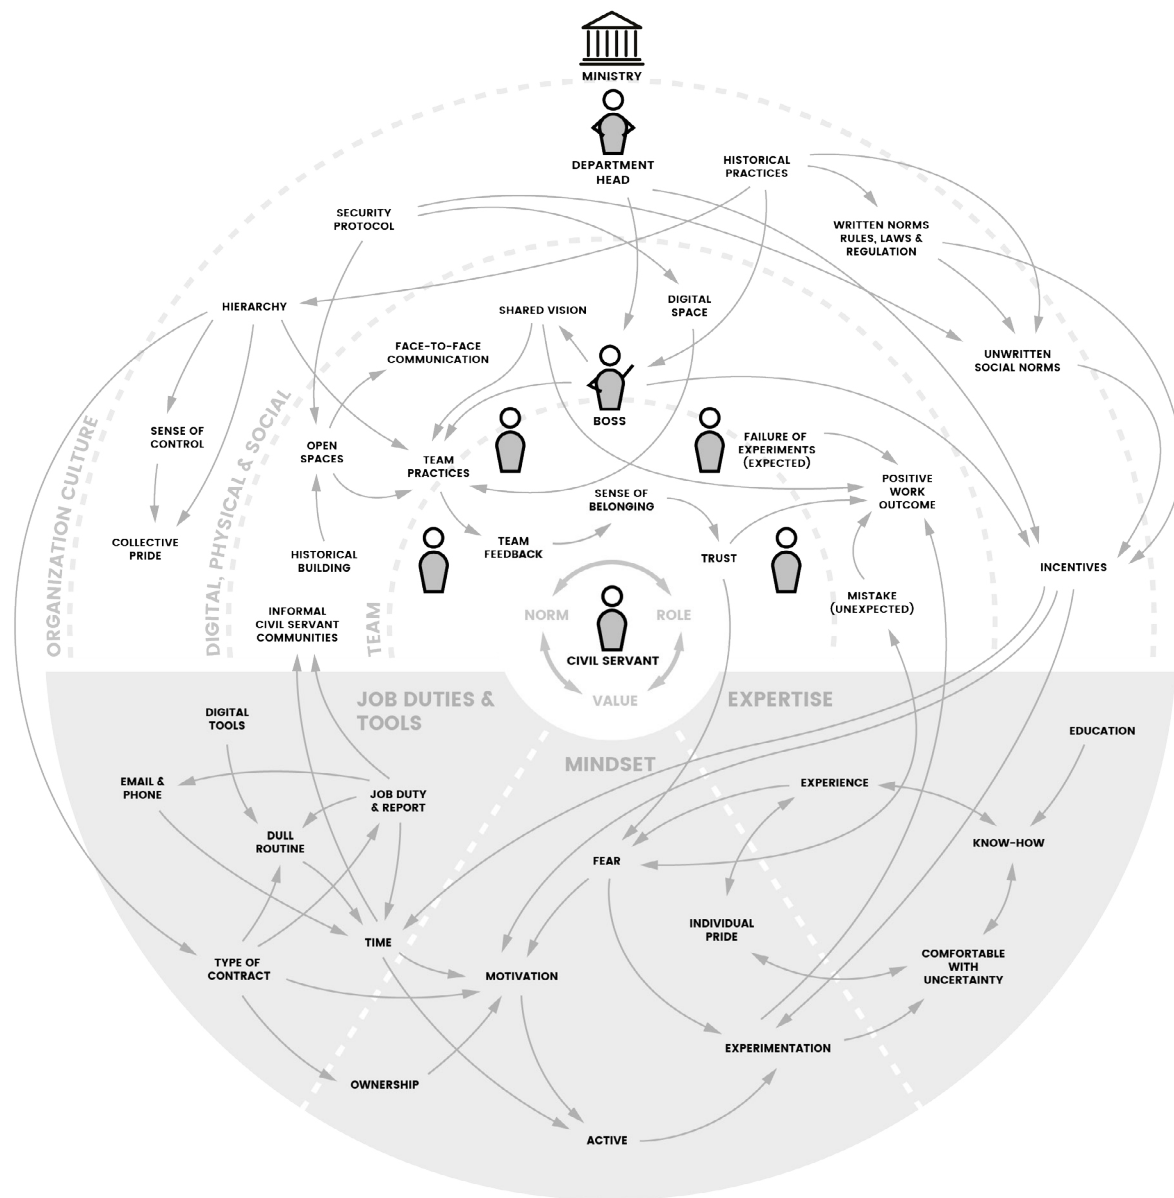 MINISTRY
DEPARTMENT
HEAD
HISTORICAL
PRACTICES
SECURITY
PROTOCOL
WRITTEN NORMS
RULES, LAWS &
REGULATION
HIERARCHY
SHARED VISION
DIGITAL
SPACE
FACE-TO-FACE
COMMUNICATION
UNWRITTEN
SOCIAL NORMS
BOSS
SENSE OF
CONTROL
OPEN
SPACES
TEAM
PRACTICES
FAILURE OF
EXPERIMENTS
(EXPECTED)
POSITIVE
WORK
OUTCOME
SENSE OF
BELONGING
COLLECTIVE
PRIDE
HISTORICAL
BUILDING
TEAM
FEEDBACK
TRUST
INCENTIVES
MISTAKE
(UNEXPECTED)
INFORMAL
CIVIL SERVANT
COMMUNITIES
NORM
ROLE
CIVIL SERVANT
VALUE
ORGANIZATION CULTURE
DIGITAL, PHYSICAL & SOCIAL
TEAM
JOB DUTIES &
TOOLS
MINDSET
EXPERTISE
DIGITAL
TOOLS
EDUCATION
EMAIL &
PHONE
JOB DUTY
& REPORT
EXPERIENCE
DULL
ROUTINE
KNOW-HOW
FEAR
INDIVIDUAL
PRIDE
TIME
TYPE OF
CONTRACT
MOTIVATION
COMFORTABLE
WITH
UNCERTAINTY
EXPERIMENTATION
OWNERSHIP
ACTIVE